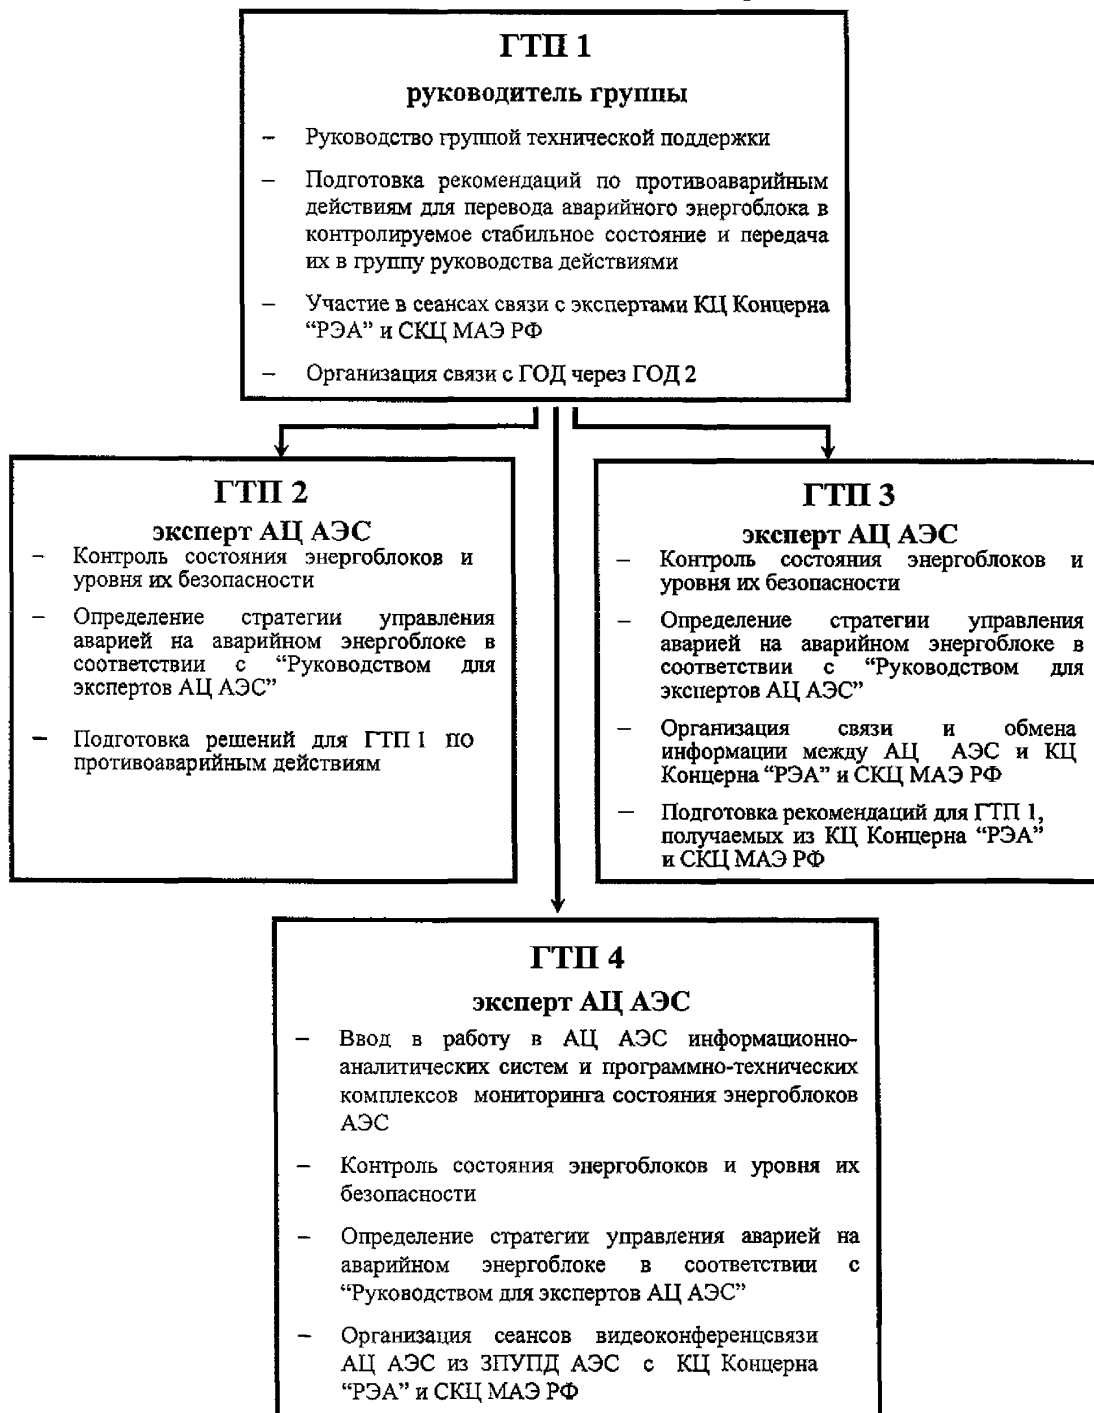 ГТП 1
руководитель группы
– Руководство группой технической поддержки
– Подготовка рекомендаций по противоаварийным
действиям для перевода аварийного энергоблока в
контролируемое стабильное состояние и передача
их в группу руководства действиями
– Участие в сеансах связи с экспертами КЦ Концерна
“РЭА” и СКЦ МАЭ РФ
– Организация связи с ГОД через ГОД 2
ГТП 2
эксперт АЦ АЭС
– Контроль состояния энергоблоков и
уровня их безопасности
– Определение стратегии управления
аварией на аварийном энергоблоке в
соответствии с “Руководством для
экспертов АЦ АЭС”
– Подготовка решений для ГТП 1 по
противоаварийным действиям
ГТП 3
эксперт АЦ АЭС
– Контроль состояния энергоблоков и
уровня их безопасности
– Определение стратегии управления
аварией на аварийном энергоблоке в
соответствии с “Руководством для
экспертов АЦ АЭС”
– Организация связи и обмена
информации между АЦ АЭС и КЦ
Концерна “РЭА” и СКЦ МАЭ РФ
– Подготовка рекомендаций для ГТП 1,
получаемых из КЦ Концерна “РЭА”
и СКЦ МАЭ РФ
ГТП 4
эксперт АЦ АЭС
– Ввод в работу в АЦ АЭС информационно-
аналитических систем и программно-технических
комплексов мониторинга состояния энергоблоков
АЭС
– Контроль состояния энергоблоков и уровня их
безопасности
– Определение стратегии управления аварией на
аварийном энергоблоке в соответствии с
“Руководством для экспертов АЦ АЭС”
– Организация сеансов видеоконференцсвязи
АЦ АЭС из ЗПУПД АЭС с КЦ Концерна
“РЭА” и СКЦ МАЭ РФ